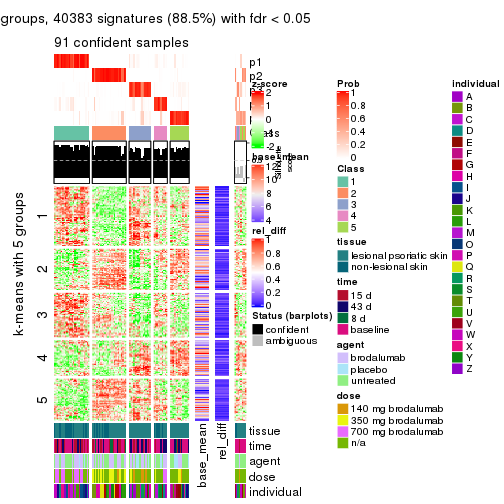 groups, 40383 signatures (88.5%) with fdr < 0.05
91 confident samples
p1
p2
z-score
2
1
-2
base_mean
12
10
8
6
4
rel_diff
1
0.8
0.6
0.4
0.2
0
Status (barplots)
confident
ambiguous
Prob
1
0.8
0.6
0.4
0.2
0
Class
1
2
3
4
5
tissue
lesional psoriatic skin
non-lesional skin
time
15 d
43 d
8 d
baseline
agent
brodalumab
placebo
untreated
dose
140 mg brodalumab
350 mg brodalumab
700 mg brodalumab
n/a
individual
A
B
C
D
E
F
G
H
I
J
K
L
M
O
P
Q
R
S
T
U
V
W
X
Y
Z
k-means with 5 groups
1
2
3
4
5
base_mean
rel_diff
tissue
time
agent
dose
individual